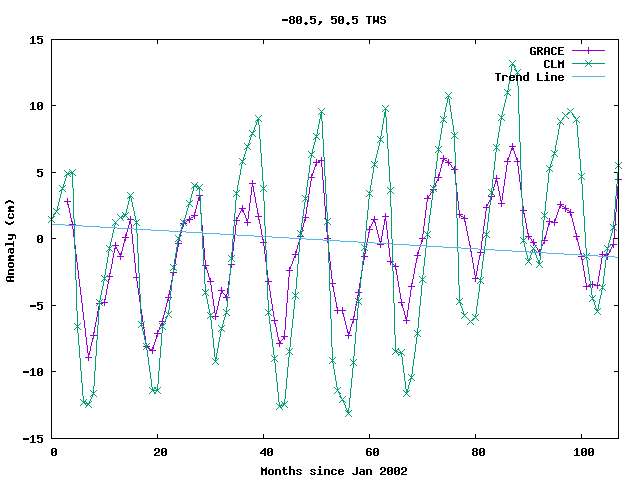 -80.5, 50.5 TWS
15
10
5
0
-5
-10
-15
Anomaly (cm)
GRACE
CLM
Trend Line
0 20 40 60 80 100
Months since Jan 2002